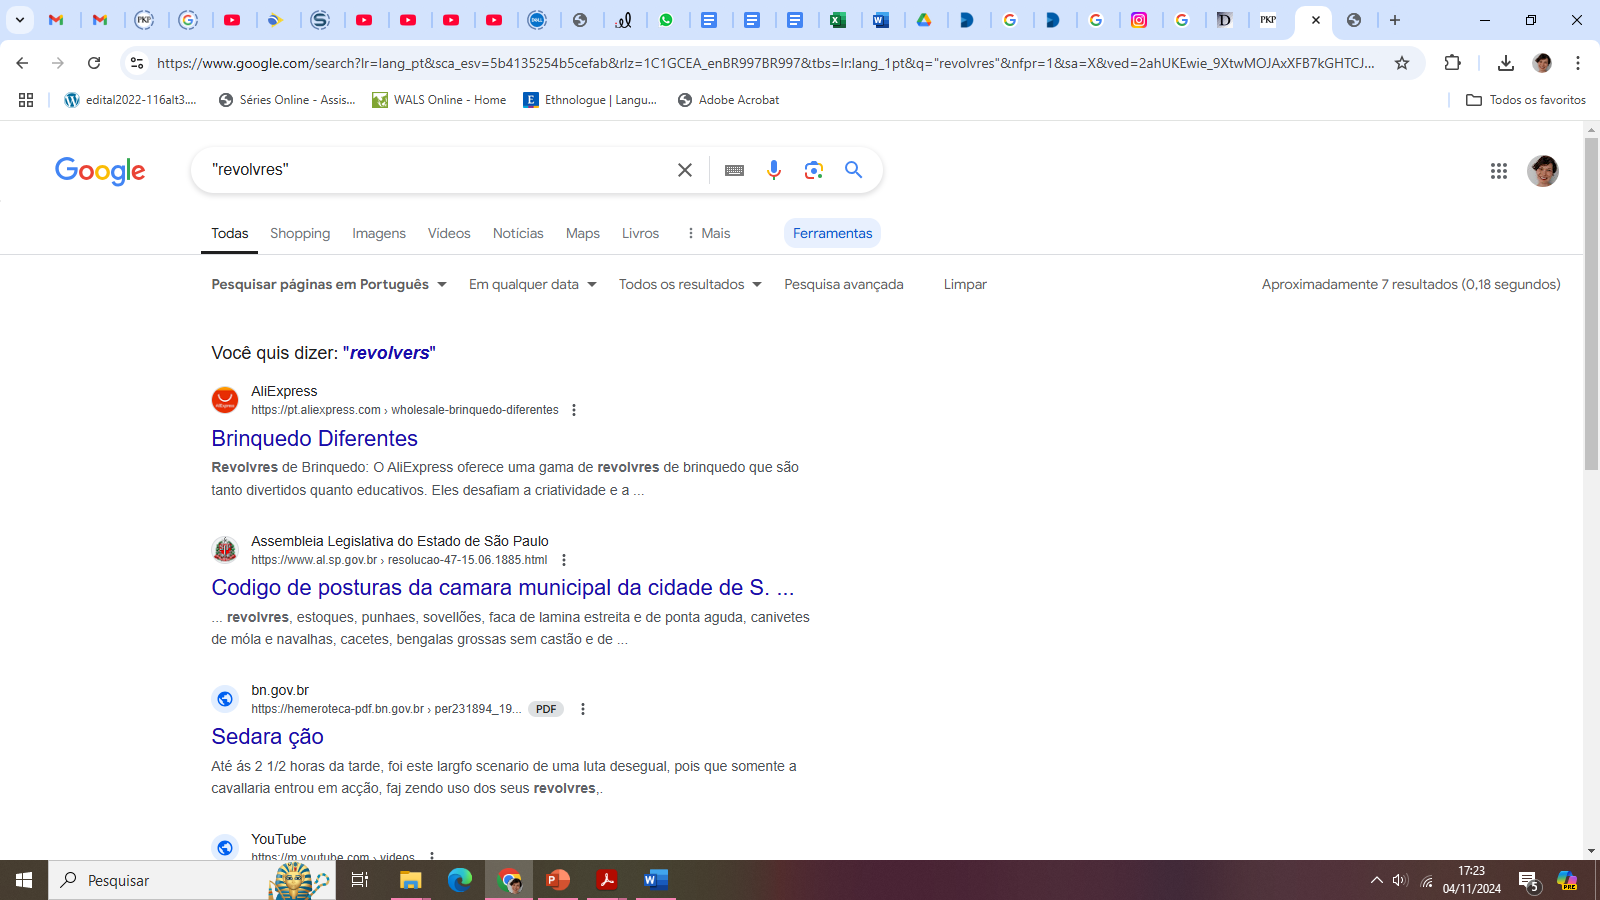 https://www.google.com/search?lr=lang_pt&sca_esv=5b4135254b5cefab&rlz=1C1GCEA_enBR997BR997&tbs=lr:lang_1pt&q="revolvres"&nfpr=1&sa=X&ved=2ahUKEwie_9XtwMOJAxXFB7kGHTCJ...
edital2022-116alt3.... Séries Online - Assis... WALS Online - Home Ethnologue | Langu... Adobe Acrobat Todos os favoritos
Google "revolvres"
Todas Shopping Imagens Vídeos Notícias Maps Livros Mais Ferramentas
Pesquisar páginas em Português Em qualquer data Todos os resultados Pesquisa avançada Limpar Aproximadamente 7 resultados (0,18 segundos)
Você quis dizer: "revolvers"
AliExpress
https://pt.aliexpress.com › wholesale-brinquedo-diferentes
Brinquedo Diferentes
Revolvres de Brinquedo: O AliExpress oferece uma gama de revolvres de brinquedo que são
tanto divertidos quanto educativos. Eles desafiam a criatividade e a ...
Assembleia Legislativa do Estado de São Paulo
https://www.al.sp.gov.br › resolucao-47-15.06.1885.html
Codigo de posturas da camara municipal da cidade de S. ...
... revolvres, estoques, punhaes, sovellões, faca de lamina estreita e de ponta aguda, canivetes
de móla e navalhas, cacetes, bengalas grossas sem castão e de ...
bn.gov.br
https://hemeroteca-pdf.bn.gov.br › per231894_19... PDF
Sedara ção
Até ás 2 1/2 horas da tarde, foi este largfo scenario de uma luta desegual, pois que somente a
cavallaria entrou em acção, faj zendo uso dos seus revolvres,.
YouTube
https://m.youtube.com › videos
Pesquisar
17:23
04/11/2024
5